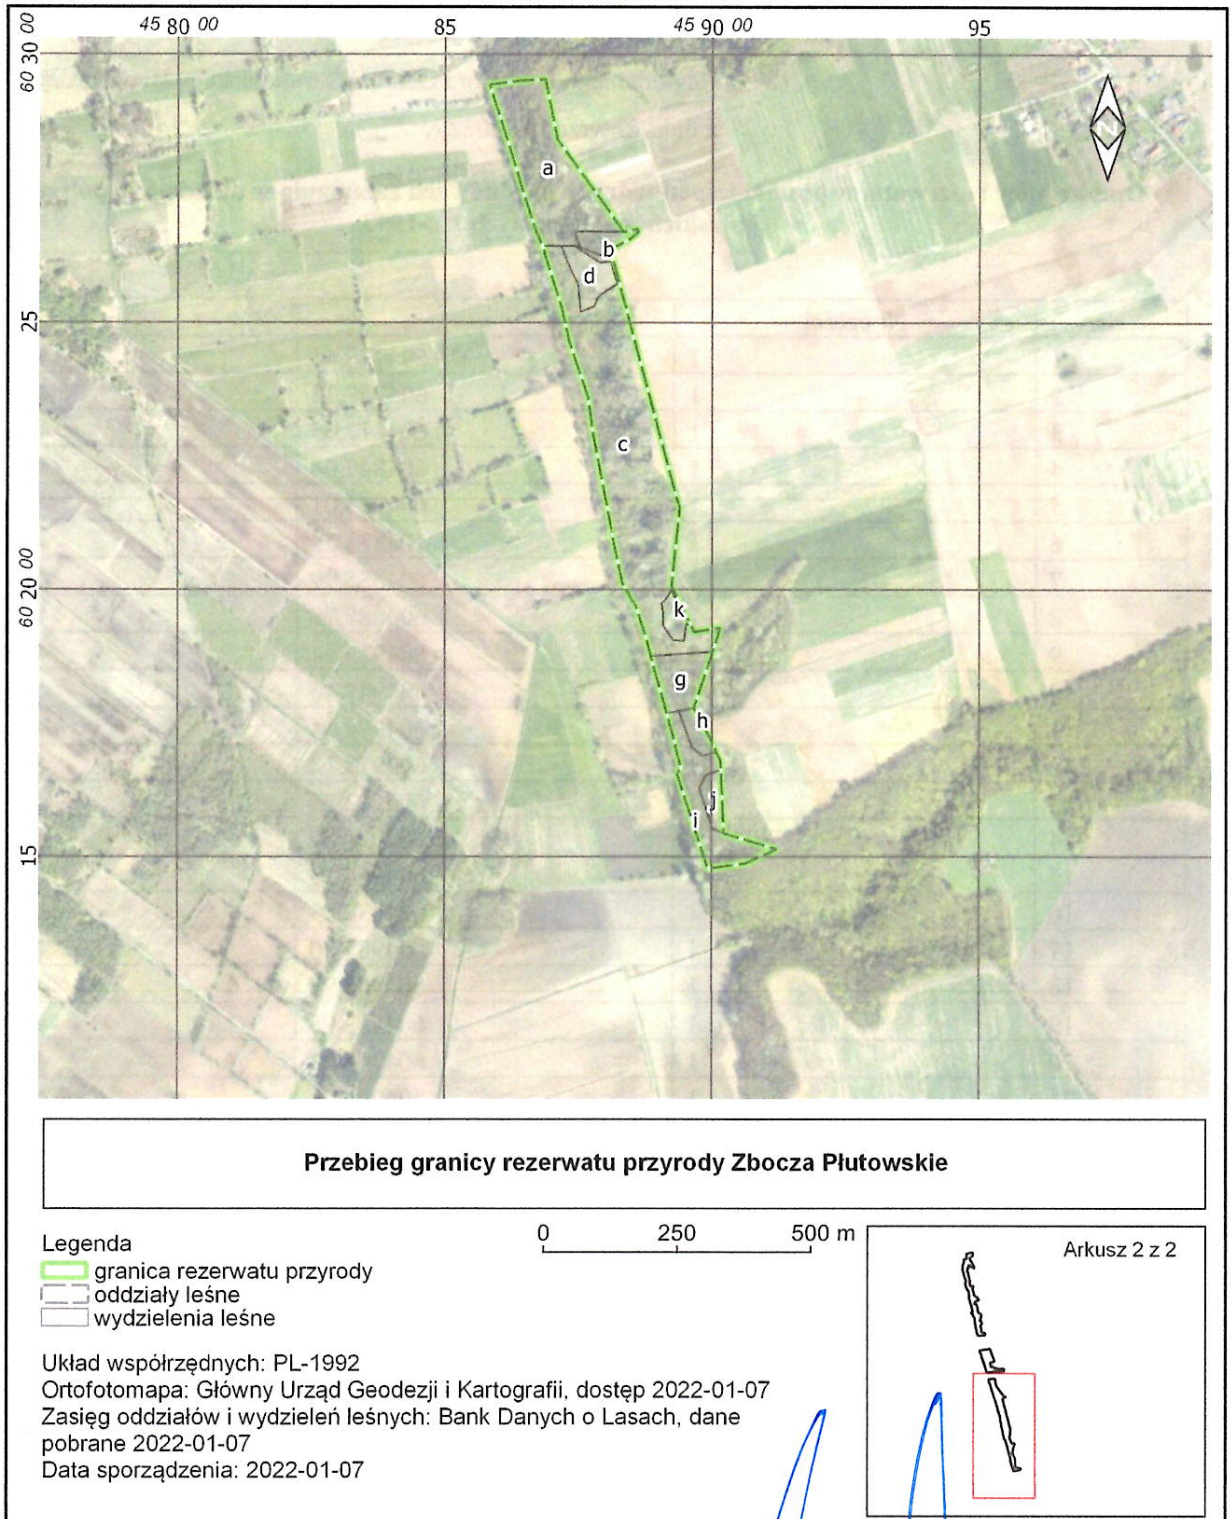 45 80 00
85
45 90 00
95
60 30 00
a
b
d
25
c
60 20 00
k
g
h
j
i
15
Przebieg granicy rezerwatu przyrody Zbocza Płutowskie
Legenda
granica rezerwatu przyrody
oddziały leśne
wydzielenia leśne
0 250 500 m
Arkusz 2 z 2
Układ współrzędnych: PL-1992
Ortofotomapa: Główny Urząd Geodezji i Kartografii, dostęp 2022-01-07
Zasięg oddziałów i wydzieleń leśnych: Bank Danych o Lasach, dane
pobrane 2022-01-07
Data sporządzenia: 2022-01-07